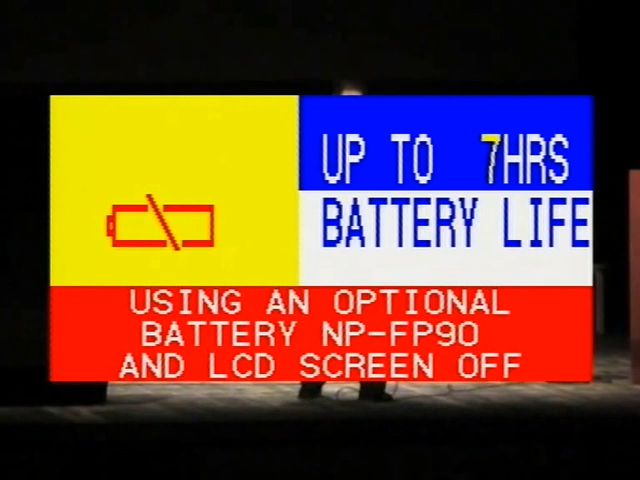 UP TO 7HRS
BATTERY LIFE
USING AN OPTIONAL
BATTERY NP-FP90
AND LCD SCREEN OFF